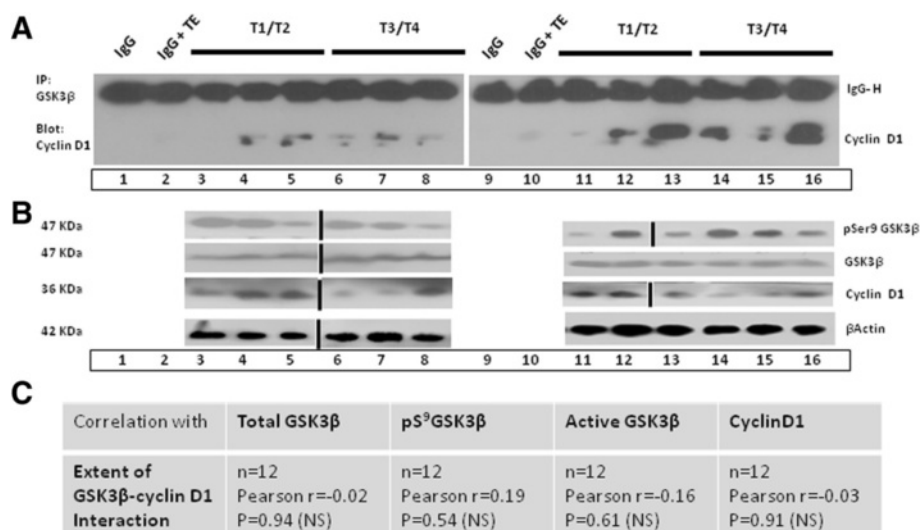 A
IgG
IgG + TE
T1/T2
T3/T4
IgG
IgG + TE
T1/T2
T3/T4
IP:
GSK3β
IgG-H
Blot:
Cyclin D1
Cyclin D1
1 2 3 4 5 6 7 8 9 10 11 12 13 14 15 16
B
47 KDa
pSer9 GSK3β
47 KDa
GSK3β
36 KDa
Cyclin D1
42 KDa
βActin
1 2 3 4 5 6 7 8 9 10 11 12 13 14 15 16
C
Correlation with Total GSK3β pS⁹GSK3β Active GSK3β CyclinD1
Extent of n=12 n=12 n=12 n=12
GSK3β-cyclin D1 Pearson r=-0.02 Pearson r=0.19 Pearson r=-0.16 Pearson r=-0.03
Interaction P=0.94 (NS) P=0.54 (NS) P=0.61 (NS) P=0.91 (NS)